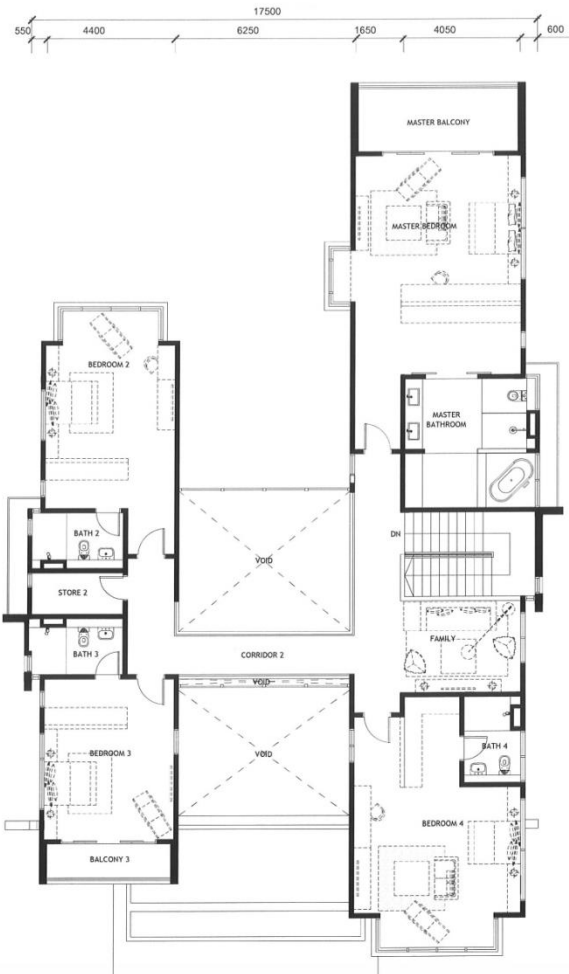 17500
550 4400 6250 1650 4050 600
MASTER BALCONY
MASTER BEDROOM
BEDROOM 2
MASTER
BATHROOM
BATH 2
DN
VOID
STORE 2
FAMILY
BATH 3
CORRIDOR 2
VOID
BATH 4
BEDROOM 3
VOID
BEDROOM 4
BALCONY 3